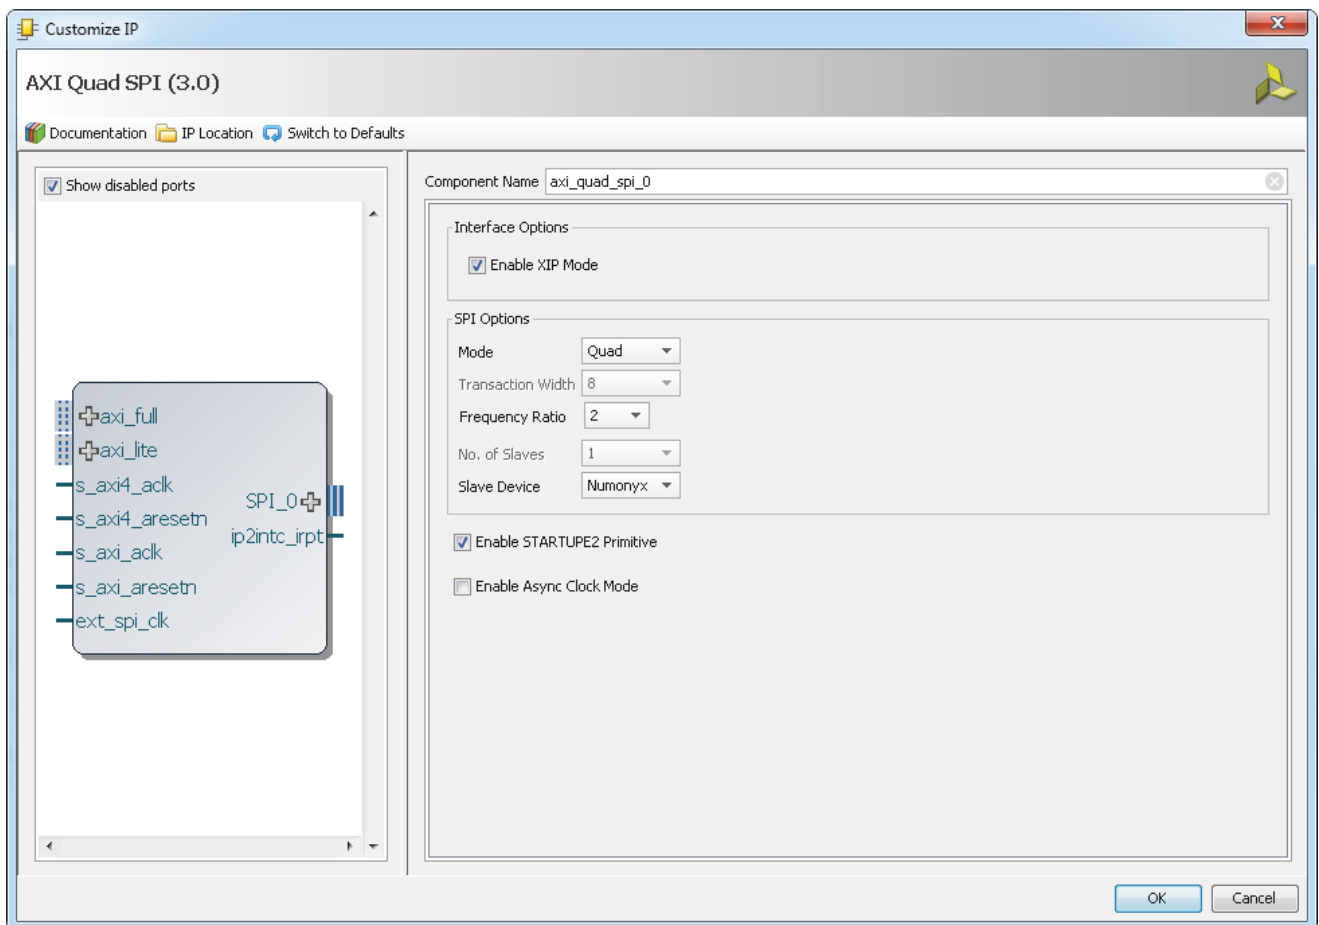 Customize IP
AXI Quad SPI (3.0)
Documentation IP Location Switch to Defaults
Show disabled ports
axi_full
axi_lite
s_axi4_aclk
s_axi4_aresetn
s_axi_aclk
s_axi_aresetn
ext_spi_clk
SPI_0
ip2intc_irpt
Component Name axi_quad_spi_0
Interface Options
Enable XIP Mode
SPI Options
Mode Quad
Transaction Width 8
Frequency Ratio 2
No. of Slaves 1
Slave Device Numonyx
Enable STARTUPE2 Primitive
Enable Async Clock Mode
OK Cancel